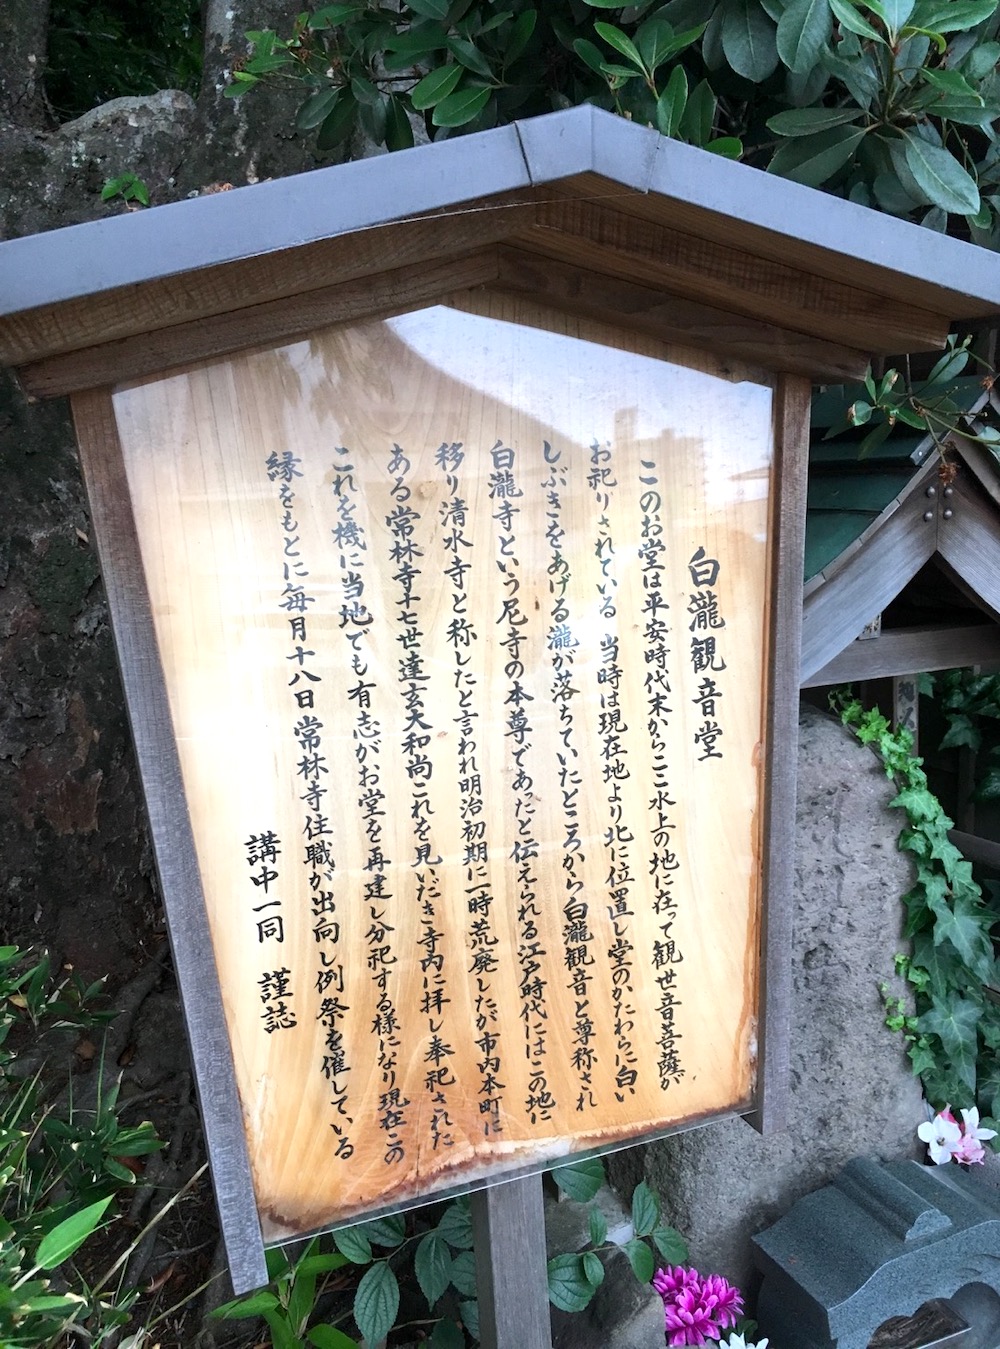 白瀧観音堂
このお堂は平安時代末からここ水上の地に在って観世音菩薩が
お祀りされている 当時は現在地より北に位置し堂のかたわらに白い
しぶきをあげる瀧が落ちていたところから白瀧観音と尊称され
白瀧寺という尼寺の本尊であったと伝えられる江戸時代にはこの地に
移り清水寺と称したと言われ明治初期に一時荒廃したが市内本町に
ある常林寺十七世達玄大和尚これを見いだき寺内に拝し奉祀された
これを機に当地でも有志がお堂を再建し分祀する様になり現在この
縁をもとに毎月十八日常林寺住職が出向し例祭を催している
講中一同 謹誌